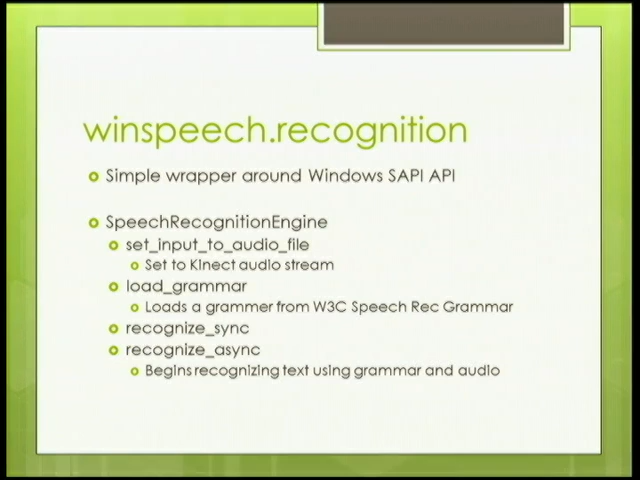 winspeech.recognition
Simple wrapper around Windows SAPI API
SpeechRecognitionEngine
set_input_to_audio_file
Set to Kinect audio stream
load_grammar
Loads a grammer from W3C Speech Rec Grammar
recognize_sync
recognize_async
Begins recognizing text using grammar and audio